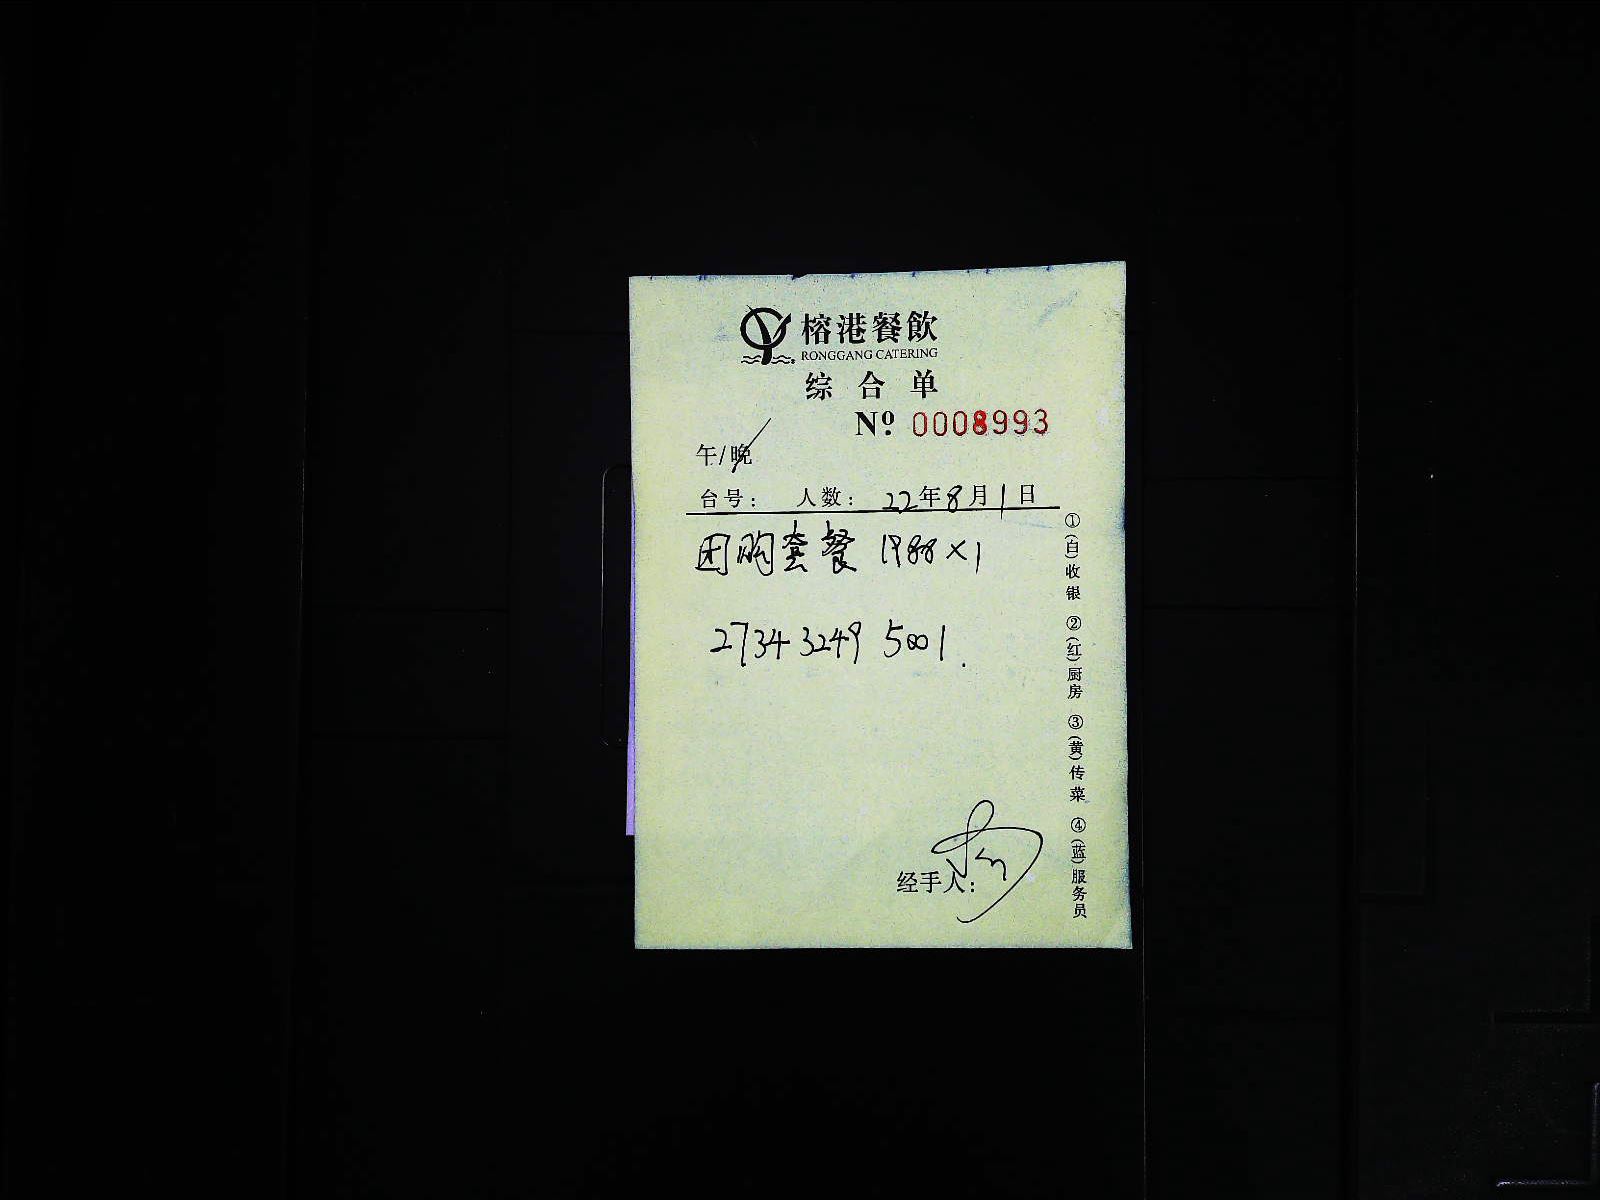 榕港餐飲
RONGGANG CATERING
综合单
Nº 0008993
午/晚
台号: 人数: 22年8月1日
团购套餐 1988×1
2734 3249 5001.
经手人:
①(白)收银 ②(红)厨房 ③(黄)传菜 ④(蓝)服务员